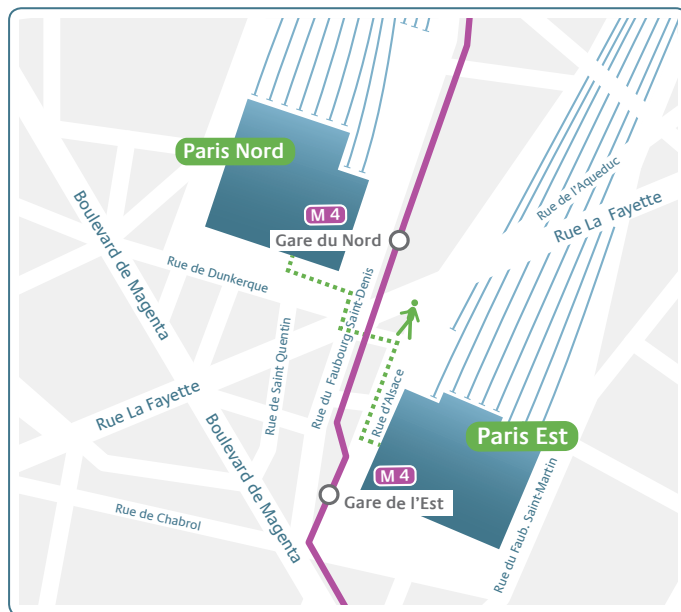 Paris Nord
Rue de l'Aqueduc
Rue La Fayette
Boulevard de Magenta
M 4
Gare du Nord
Rue de Dunkerque
Rue du Faubourg-Saint-Denis
Rue de Saint Quentin
Rue d'Alsace
Rue La Fayette
Boulevard de Magenta
Paris Est
M 4
Gare de l'Est
Rue du Faub. Saint-Martin
Rue de Chabrol